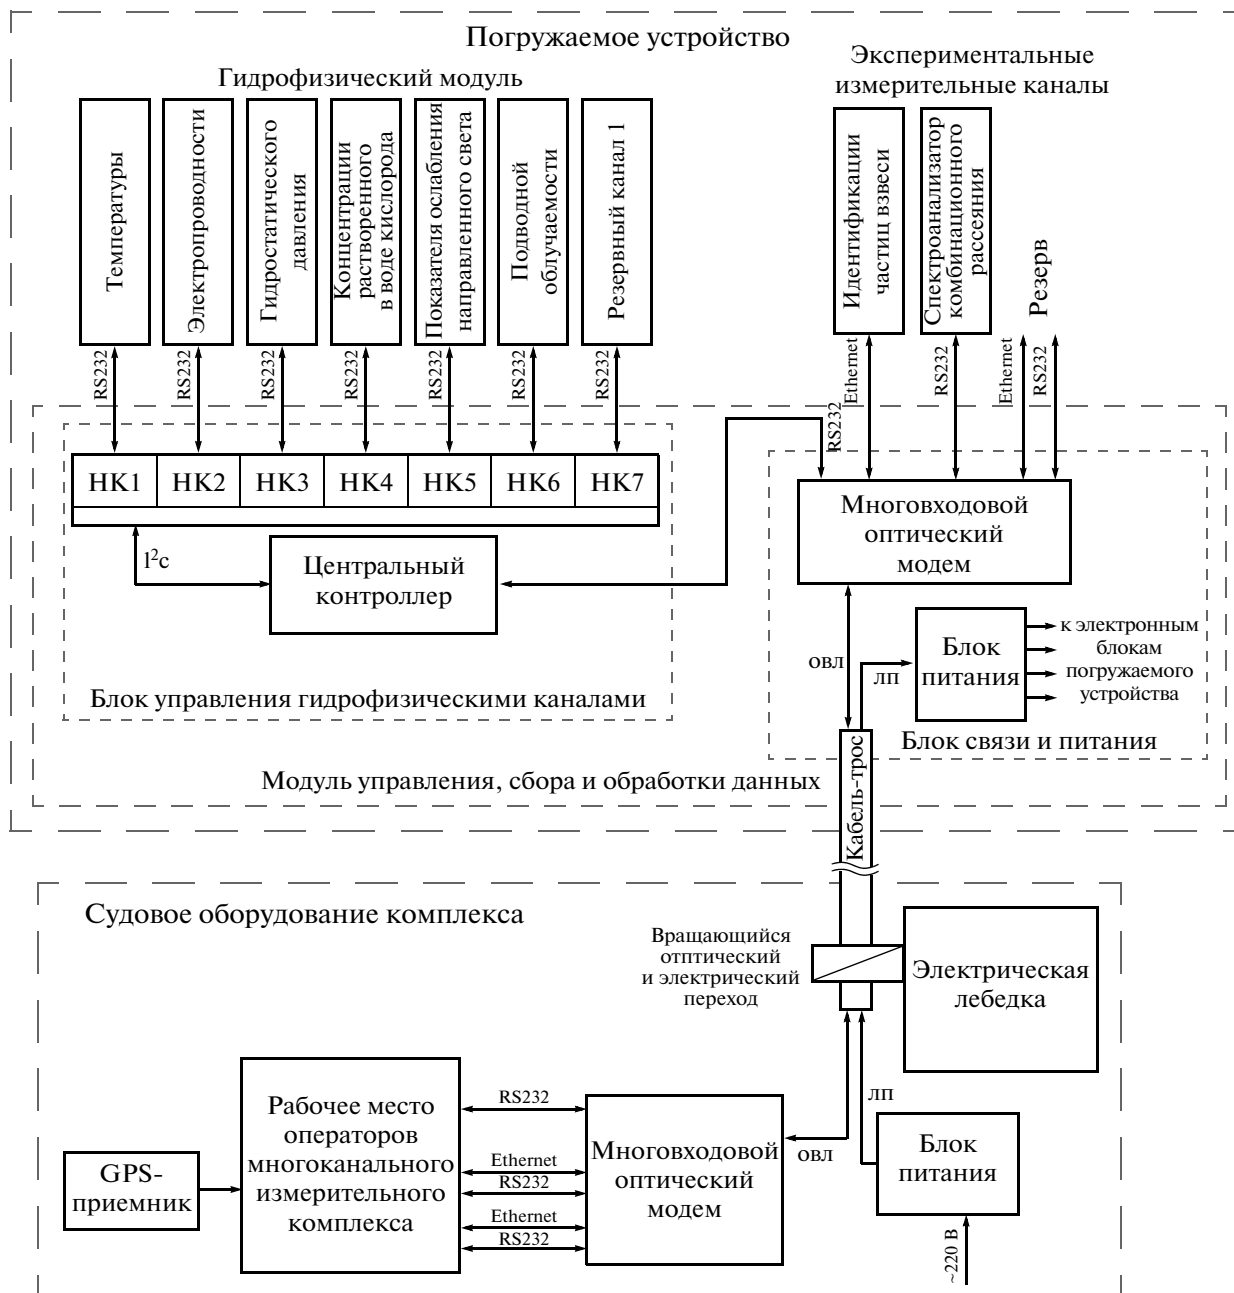 Погружаемое устройство
Гидрофизический модуль
Экспериментальные
измерительные каналы
Температуры
Электропроводности
Гидростатического
давления
Концентрации
растворенного
в воде кислорода
Показателя ослабления
направленного света
Подводной
облучаемости
Резервный канал 1
Идентификации
частиц взвеси
Спектроанализатор
комбинационного
рассеяния
Резерв
RS232
RS232
RS232
RS232
RS232
RS232
RS232
RS232
Ethernet
RS232
Ethernet
RS232
НК1
НК2
НК3
НК4
НК5
НК6
НК7
l²c
Центральный
контроллер
Блок управления гидрофизическими каналами
Многовходовой
оптический
модем
овл
лп
Блок
питания
к электронным
блокам
погружаемого
устройства
Блок связи и питания
Модуль управления, сбора и обработки данных
Кабель-трос
Судовое оборудование комплекса
Вращающийся
отптический
и электрический
переход
Электрическая
лебедка
GPS-
приемник
Рабочее место
операторов
многоканального
измерительного
комплекса
RS232
Ethernet
RS232
Ethernet
RS232
Многовходовой
оптический
модем
овл
лп
Блок
питания
~220 В